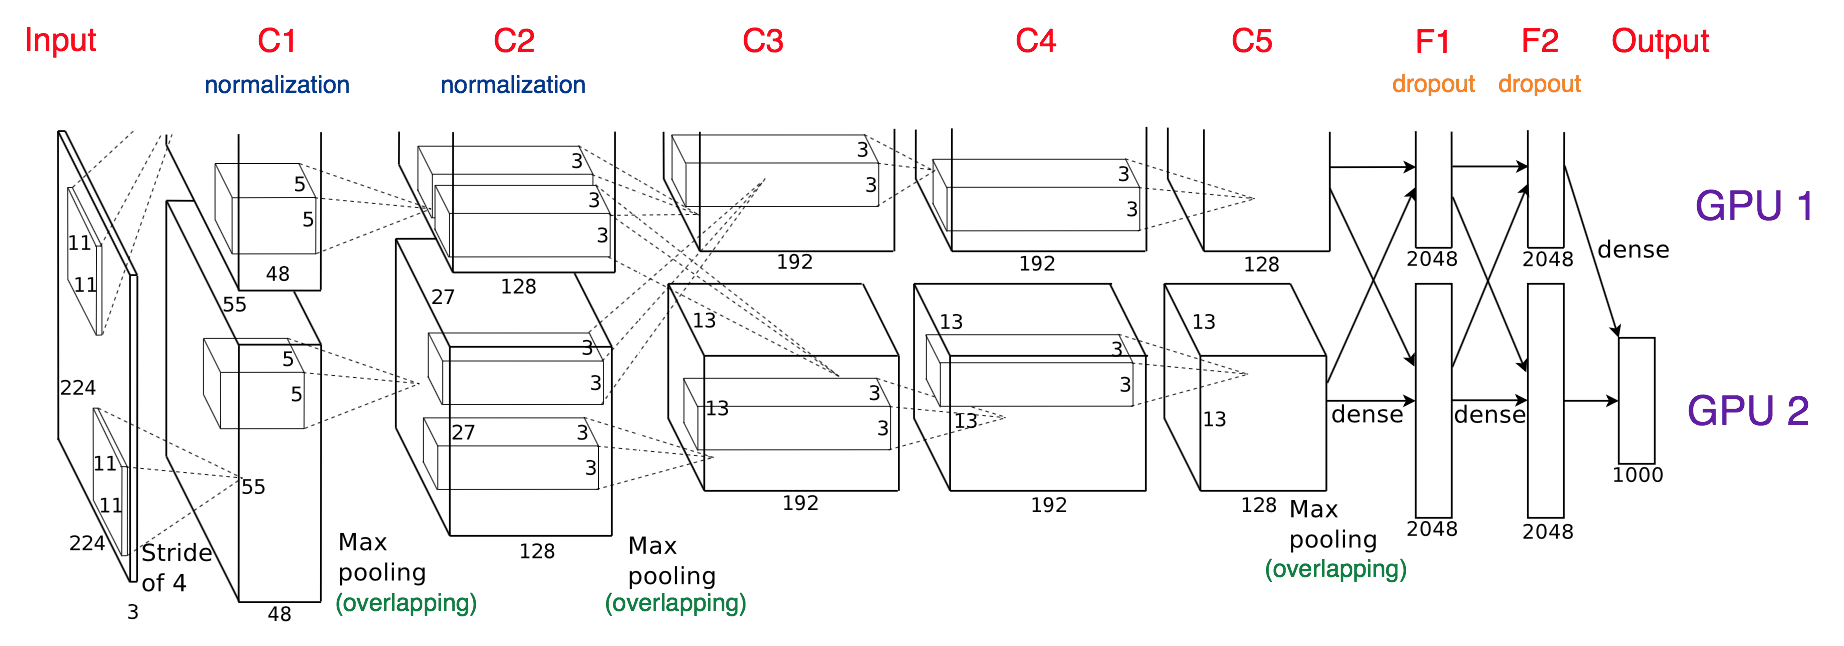 Input C1 C2 C3 C4 C5 F1 F2 Output
normalization normalization dropout dropout
3
3
3
3
5
3
3
3
GPU 1
5
3
11
dense
192 192 128 2048 2048
48
11
128
27
55
13 13 13
3
3
5
3
224
5
3
3
13
GPU 2
13
13
dense dense
27
3
3
11
3
1000
55
11
192 192 128
Max
pooling
(overlapping)
2048 2048
224
Stride
of 4
Max
pooling
(overlapping)
128
Max
pooling
(overlapping)
3
48